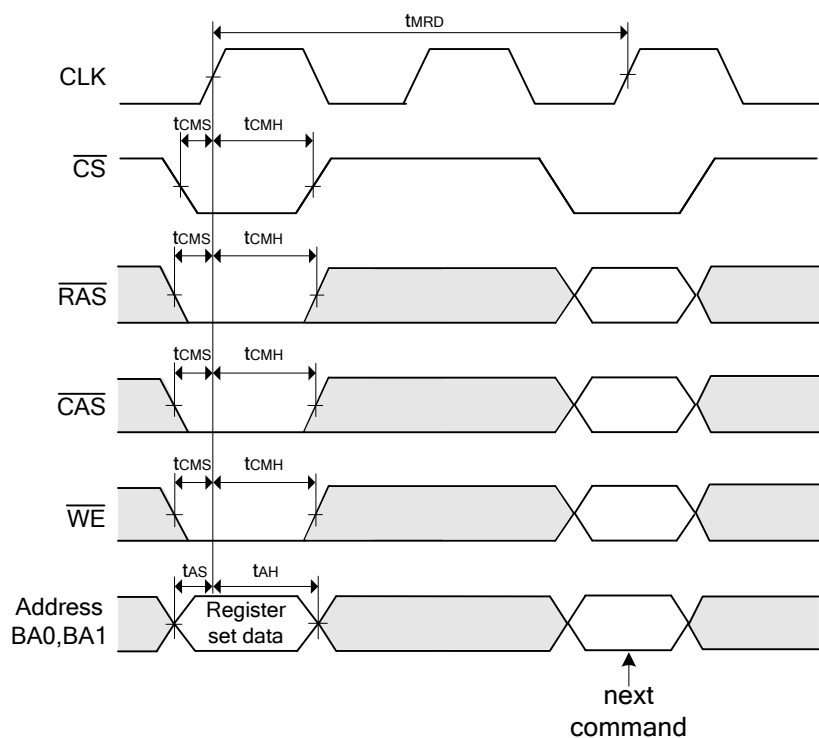 tMRD
CLK
tCMS tCMH
CS
tCMS tCMH
RAS
tCMS tCMH
CAS
tCMS tCMH
WE
tAS tAH
Address
BA0,BA1
Register
set data
next
command